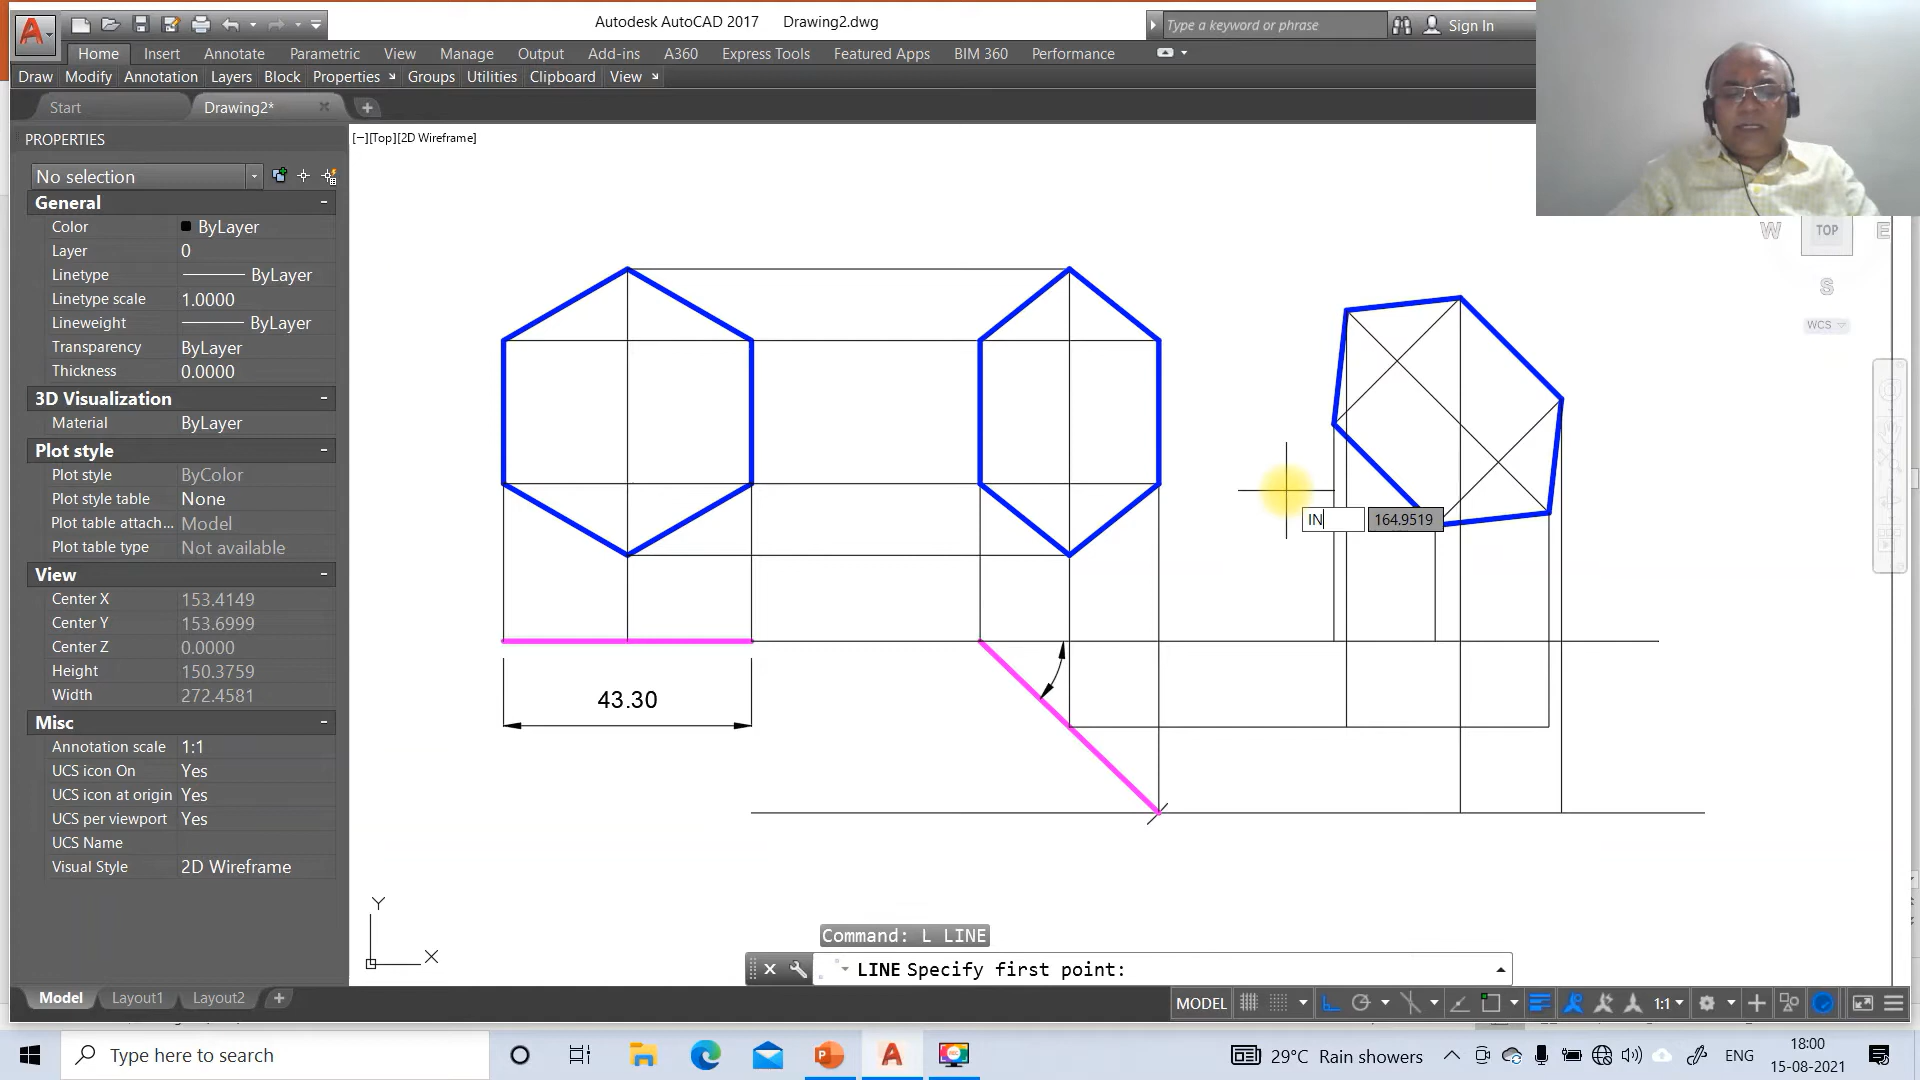 Autodesk AutoCAD 2017 Drawing2.dwg
Type a keyword or phrase
Sign In
Home Insert Annotate Parametric View Manage Output Add-ins A360 Express Tools Featured Apps BIM 360 Performance
Draw Modify Annotation Layers Block Properties Groups Utilities Clipboard View
Start Drawing2*
PROPERTIES
[−][Top][2D Wireframe]
No selection
General
Color ByLayer
Layer 0
Linetype ByLayer
Linetype scale 1.0000
Lineweight ByLayer
Transparency ByLayer
Thickness 0.0000
3D Visualization
Material ByLayer
Plot style
Plot style ByColor
Plot style table None
Plot table attach... Model
Plot table type Not available
View
Center X 153.4149
Center Y 153.6999
Center Z 0.0000
Height 150.3759
Width 272.4581
Misc
Annotation scale 1:1
UCS icon On Yes
UCS icon at origin Yes
UCS per viewport Yes
UCS Name
Visual Style 2D Wireframe
W TOP E
S
WCS
IN 164.9519
43.30
Y
X
Command: L LINE
LINE Specify first point:
Model Layout1 Layout2
MODEL 1:1
Type here to search
29°C Rain showers
ENG
18:00
15-08-2021